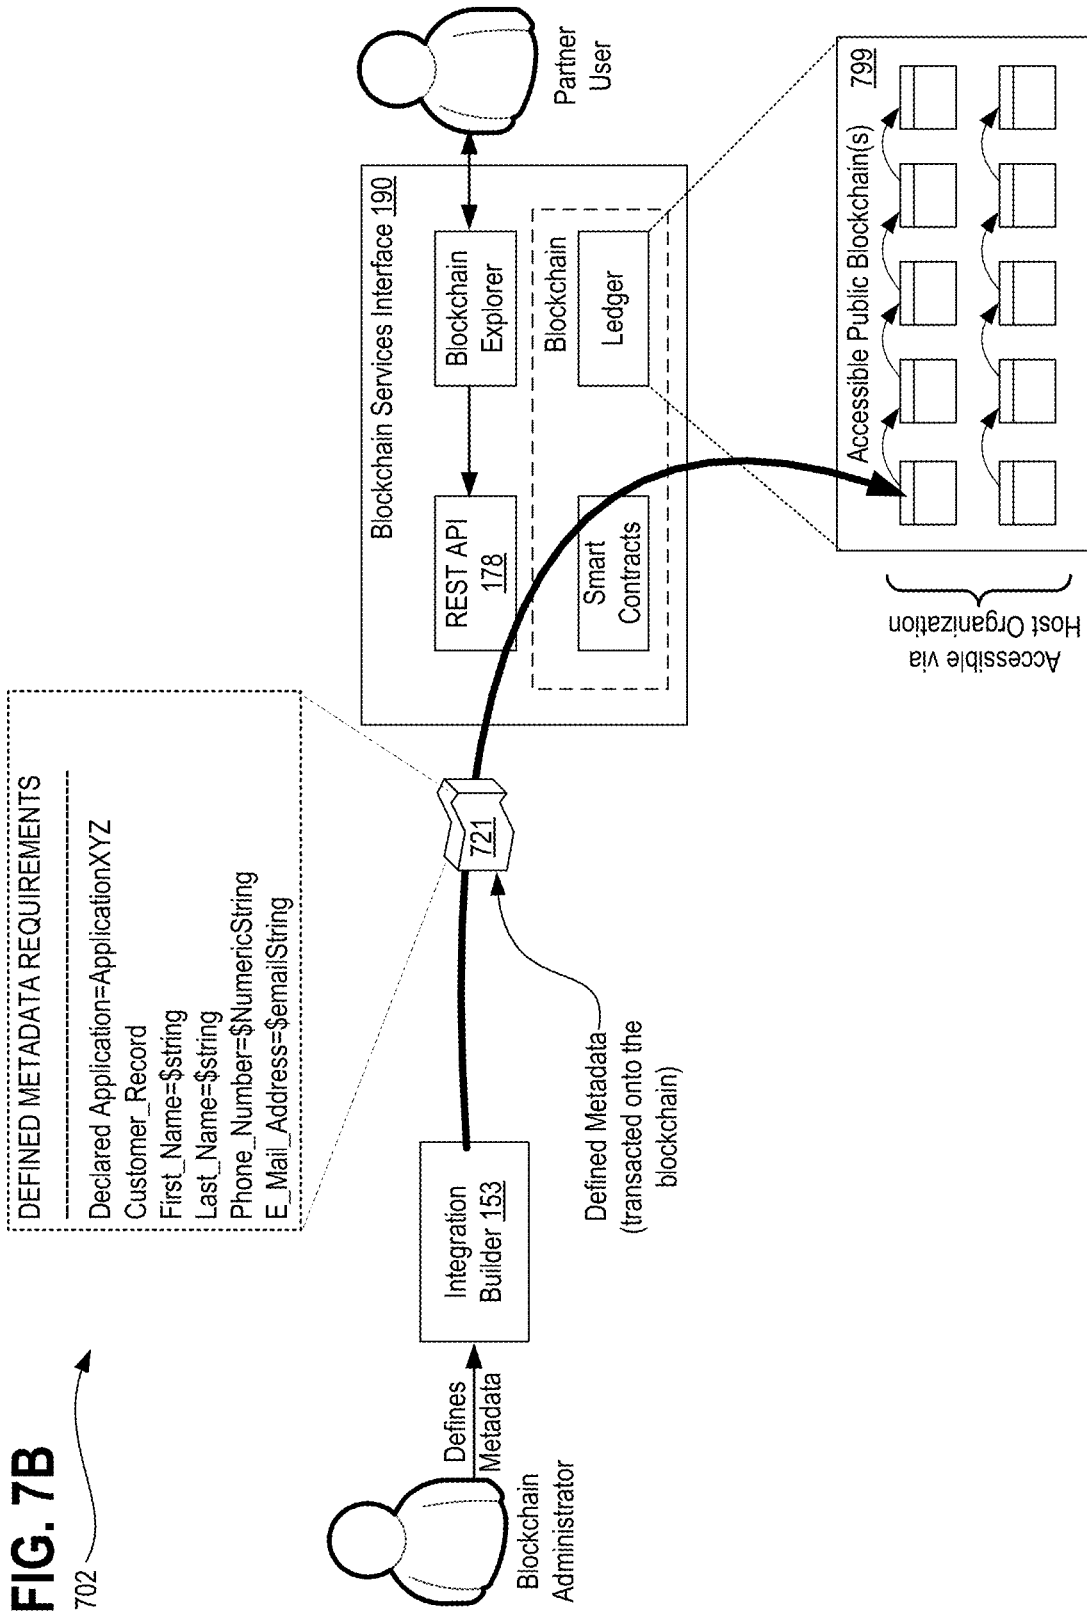 FIG. 7B
702
DEFINED METADATA REQUIREMENTS
Declared Application=ApplicationXYZ
Customer_Record
First_Name=$string
Last_Name=$string
Phone_Number=$NumericString
E_Mail_Address=$emailString
Blockchain
Administrator
Defines
Metadata
Integration
Builder 153
721
Defined Metadata
(transacted onto the
blockchain)
Blockchain Services Interface 190
REST API
178
Blockchain
Explorer
Blockchain
Smart
Contracts
Ledger
Partner
User
Accessible Public Blockchain(s) 799
Accessible via
Host Organization